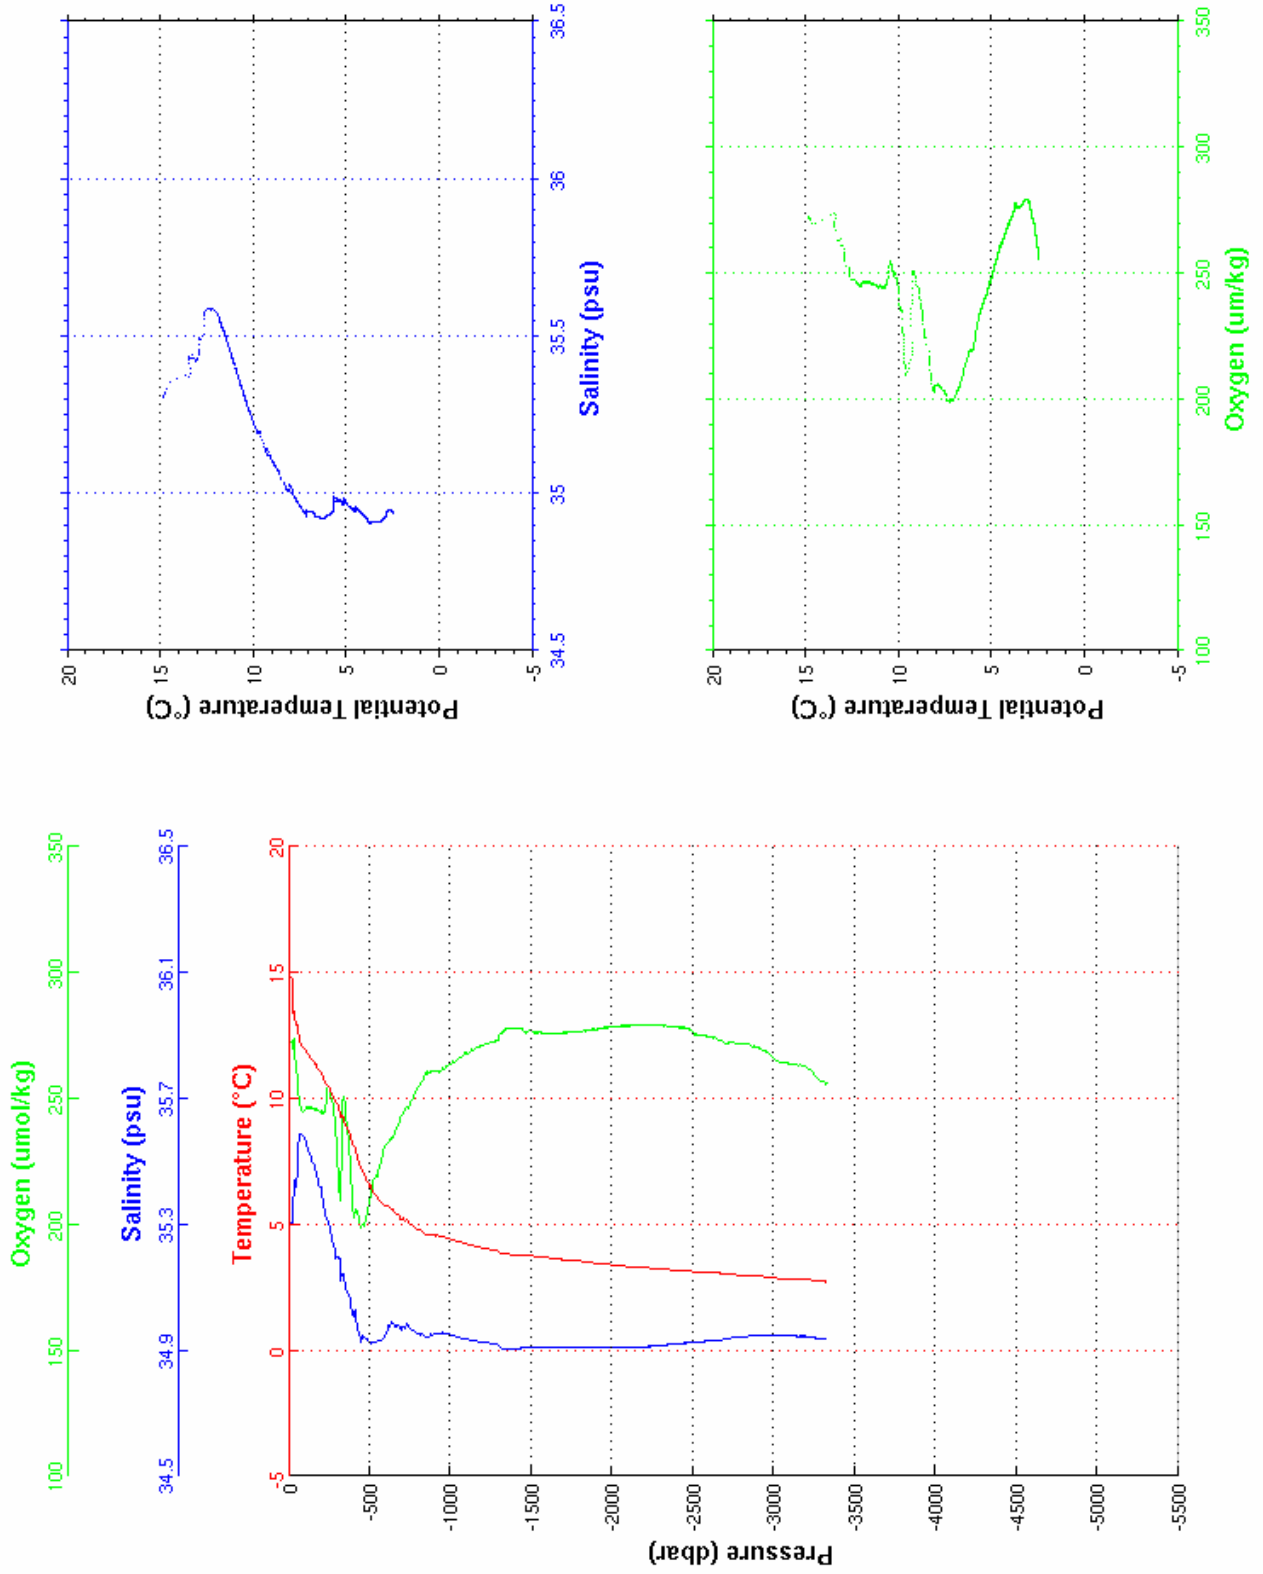 Oxygen (umol/kg)
100 150 200 250 300 350
Salinity (psu)
34.5 34.9 35.3 35.7 36.1 36.5
Temperature (°C)
-5 0 5 10 15 20
0
-500
-1000
-1500
-2000
-2500
-3000
-3500
-4000
-4500
-5000
-5500
Pressure (dbar)
20
15
10
5
0
-5
Potential Temperature (°C)
34.5 35 35.5 36 36.5
Salinity (psu)
20
15
10
5
0
-5
Potential Temperature (°C)
100 150 200 250 300 350
Oxygen (um/kg)